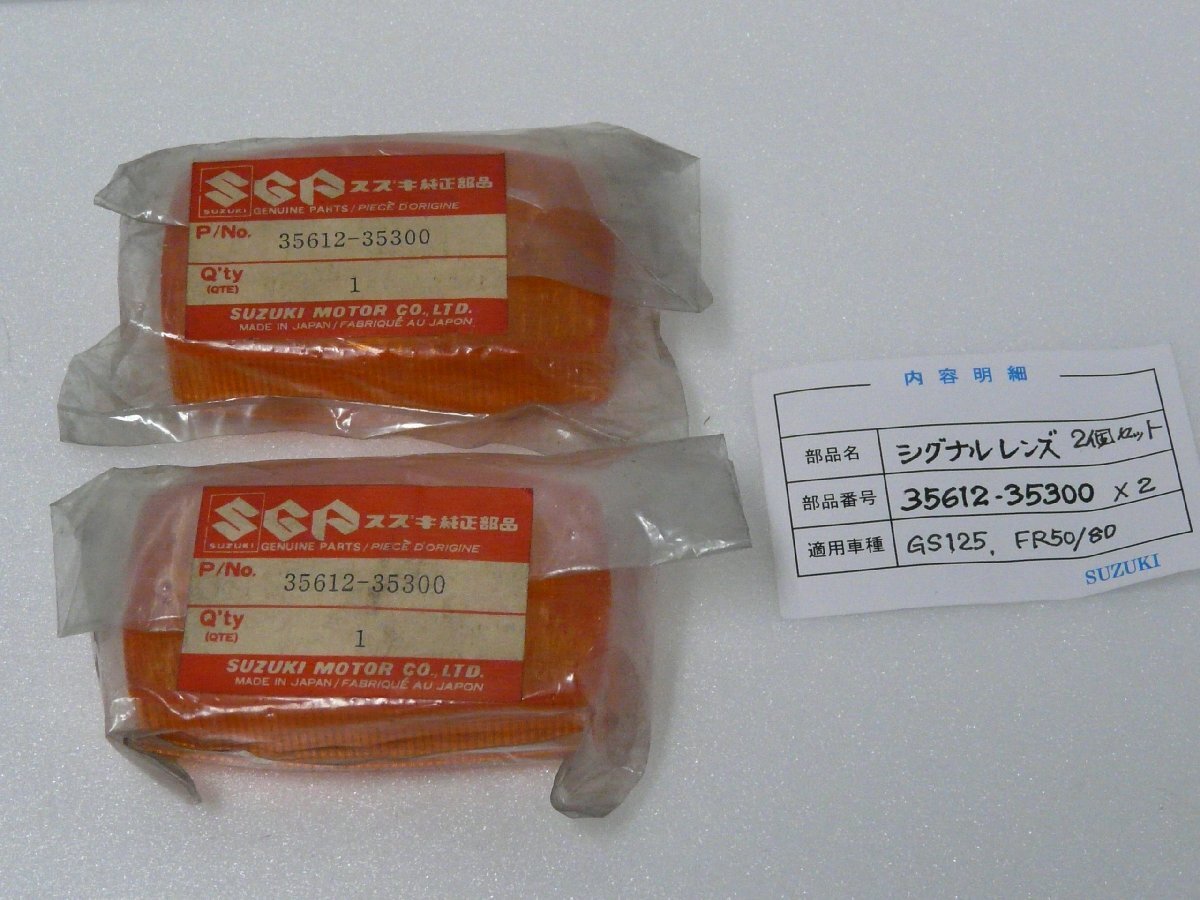 SGP スズキ純正部品
SUZUKI GENUINE PARTS / PIECE D'ORIGINE
P/No. 35612-35300
Q'ty 1
(QTE)
SUZUKI MOTOR CO., LTD.
MADE IN JAPAN / FABRIQUÉ AU JAPON
SGP スズキ純正部品
SUZUKI GENUINE PARTS / PIECE D'ORIGINE
P/No. 35612-35300
Q'ty 1
(QTE)
SUZUKI MOTOR CO., LTD.
MADE IN JAPAN / FABRIQUÉ AU JAPON
内容明細
部品名 シグナルレンズ 2個セット
部品番号 35612-35300 x2
適用車種 GS125, FR50/80
SUZUKI